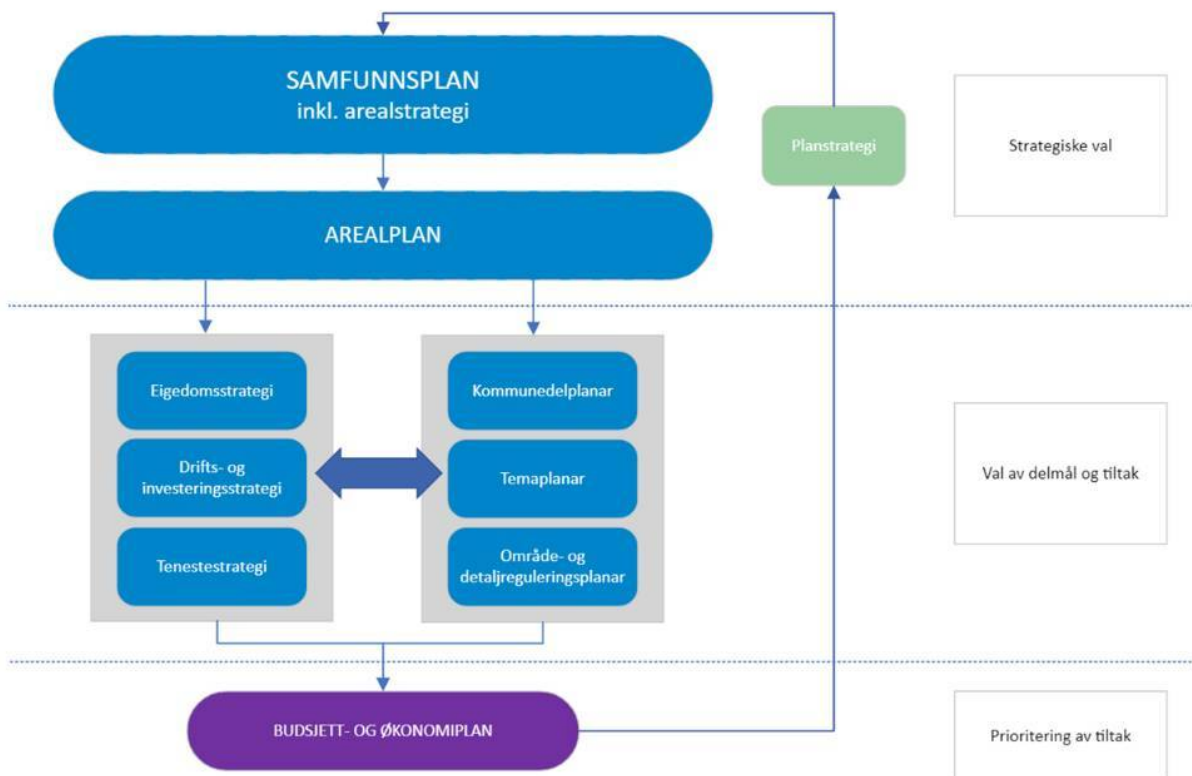 SAMFUNNSPLAN
inkl. arealstrategi
Planstrategi
Strategiske val
AREALPLAN
Eigedomsstrategi
Drifts- og
investeringsstrategi
Tenestestrategi
Kommunedelplanar
Temaplanar
Område- og
detaljreguleringsplanar
Val av delmål og tiltak
BUDSJETT- OG ØKONOMIPLAN
Prioritering av tiltak